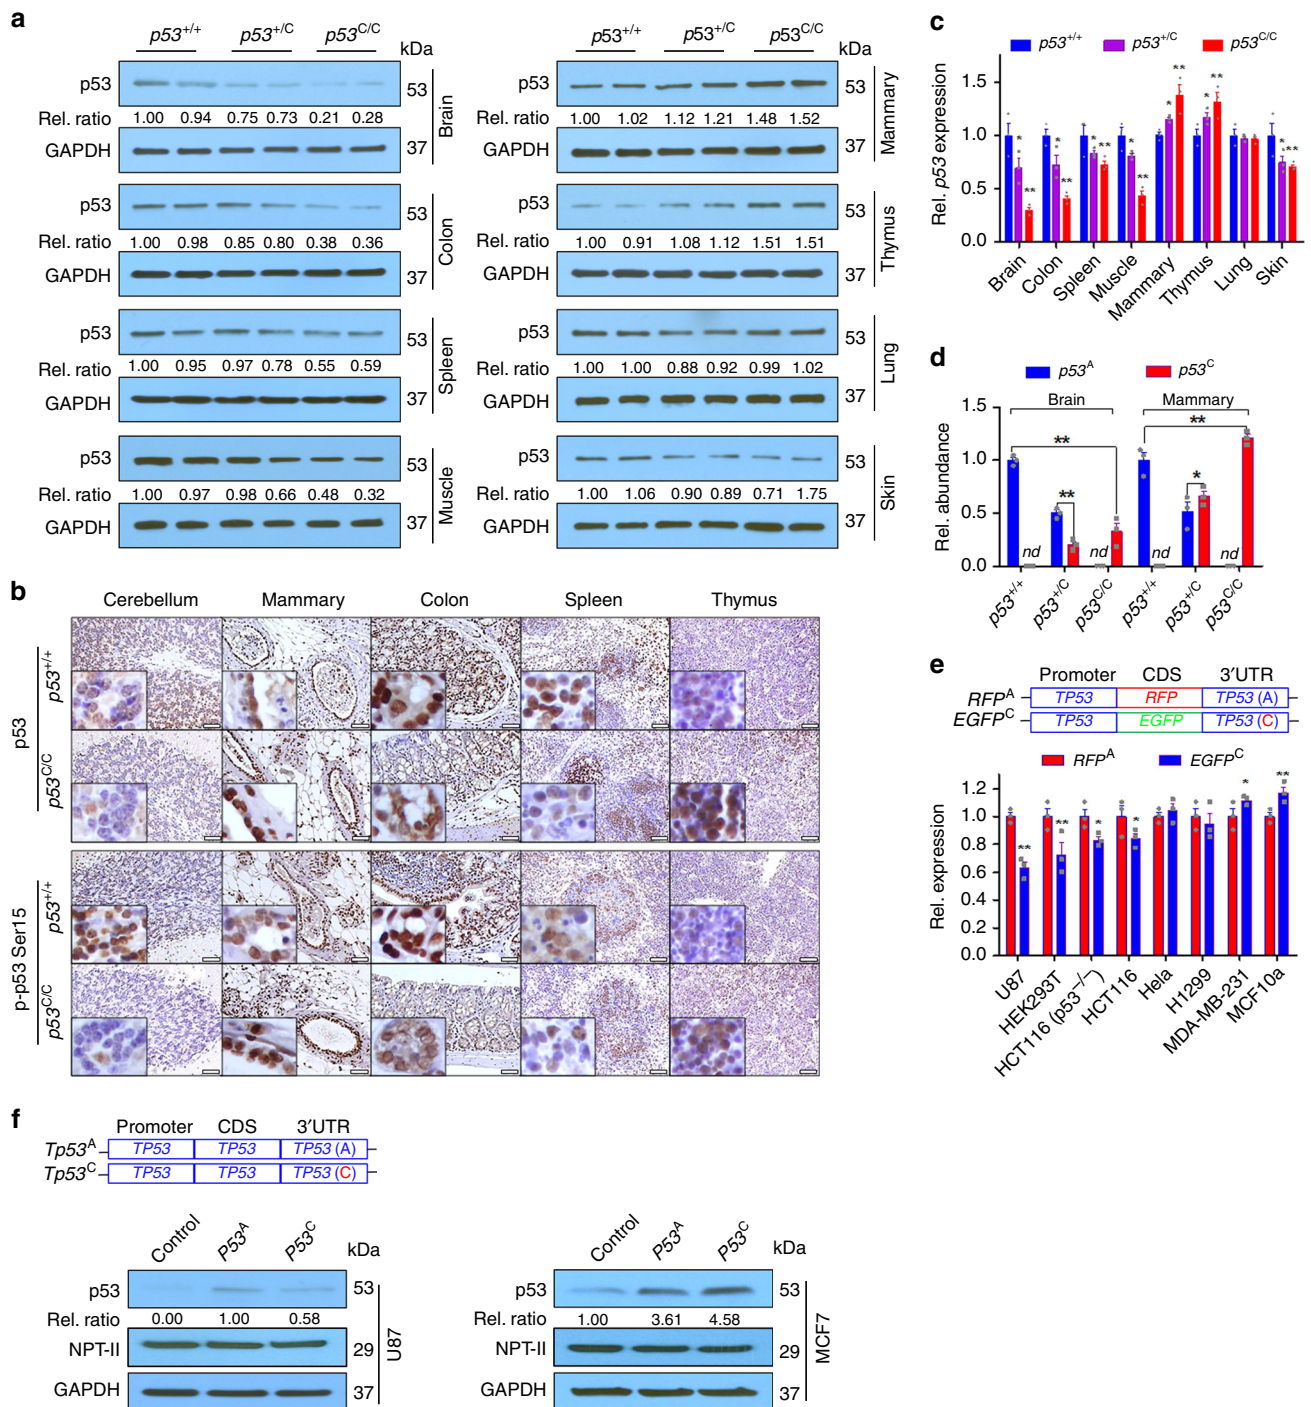 a
p53+/+ p53+/C p53C/C kDa
p53 53
Rel. ratio 1.00 0.94 0.75 0.73 0.21 0.28
GAPDH 37
Brain
p53 53
Rel. ratio 1.00 0.98 0.85 0.80 0.38 0.36
GAPDH 37
Colon
p53 53
Rel. ratio 1.00 0.95 0.97 0.78 0.55 0.59
GAPDH 37
Spleen
p53 53
Rel. ratio 1.00 0.97 0.98 0.66 0.48 0.32
GAPDH 37
Muscle
p53+/+ p53+/C p53C/C kDa
p53 53
Rel. ratio 1.00 1.02 1.12 1.21 1.48 1.52
GAPDH 37
Mammary
p53 53
Rel. ratio 1.00 0.91 1.08 1.12 1.51 1.51
GAPDH 37
Thymus
p53 53
Rel. ratio 1.00 1.00 0.88 0.92 0.99 1.02
GAPDH 37
Lung
p53 53
Rel. ratio 1.00 1.06 0.90 0.89 0.71 1.75
GAPDH 37
Skin
b
Cerebellum Mammary Colon Spleen Thymus
p53
p53+/+
p53C/C
p-p53 Ser15
p53+/+
p53C/C
c
p53+/+ p53+/C p53C/C
Rel. p53 expression
1.5
1.0
0.5
0.0
* * ** * * ** * ** * ** * ** * ** * **
Brain Colon Spleen Muscle Mammary Thymus Lung Skin
d
p53A p53C
Brain Mammary
Rel. abundance
1.5
1.0
0.5
0.0
** ** ** *
nd nd nd nd
p53+/+ p53+/C p53C/C p53+/+ p53+/C p53C/C
e
Promoter CDS 3′UTR
RFPA TP53 RFP TP53 (A)
EGFPC TP53 EGFP TP53 (C)
RFPA EGFPC
Rel. expression
1.2
1.0
0.8
0.6
0.4
0.2
0
** ** * * * **
U87 HEK293T HCT116 (p53−/−) HCT116 Hela H1299 MDA-MB-231 MCF10a
f
Promoter CDS 3′UTR
Tp53A TP53 TP53 TP53 (A)
Tp53C TP53 TP53 TP53 (C)
Control P53A P53C kDa
p53 53
Rel. ratio 0.00 1.00 0.58
NPT-II 29
GAPDH 37
U87
Control P53A P53C kDa
p53 53
Rel. ratio 1.00 3.61 4.58
NPT-II 29
GAPDH 37
MCF7